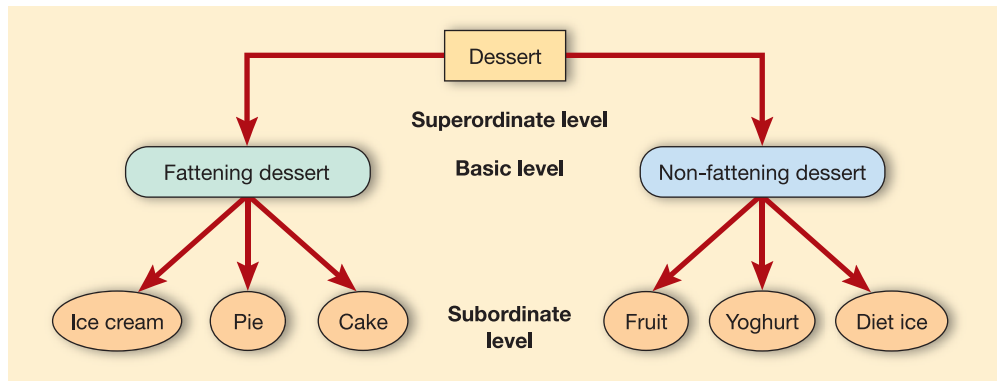 Dessert
Superordinate level
Fattening dessert
Basic level
Non-fattening dessert
Ice cream
Pie
Cake
Subordinate
level
Fruit
Yoghurt
Diet ice